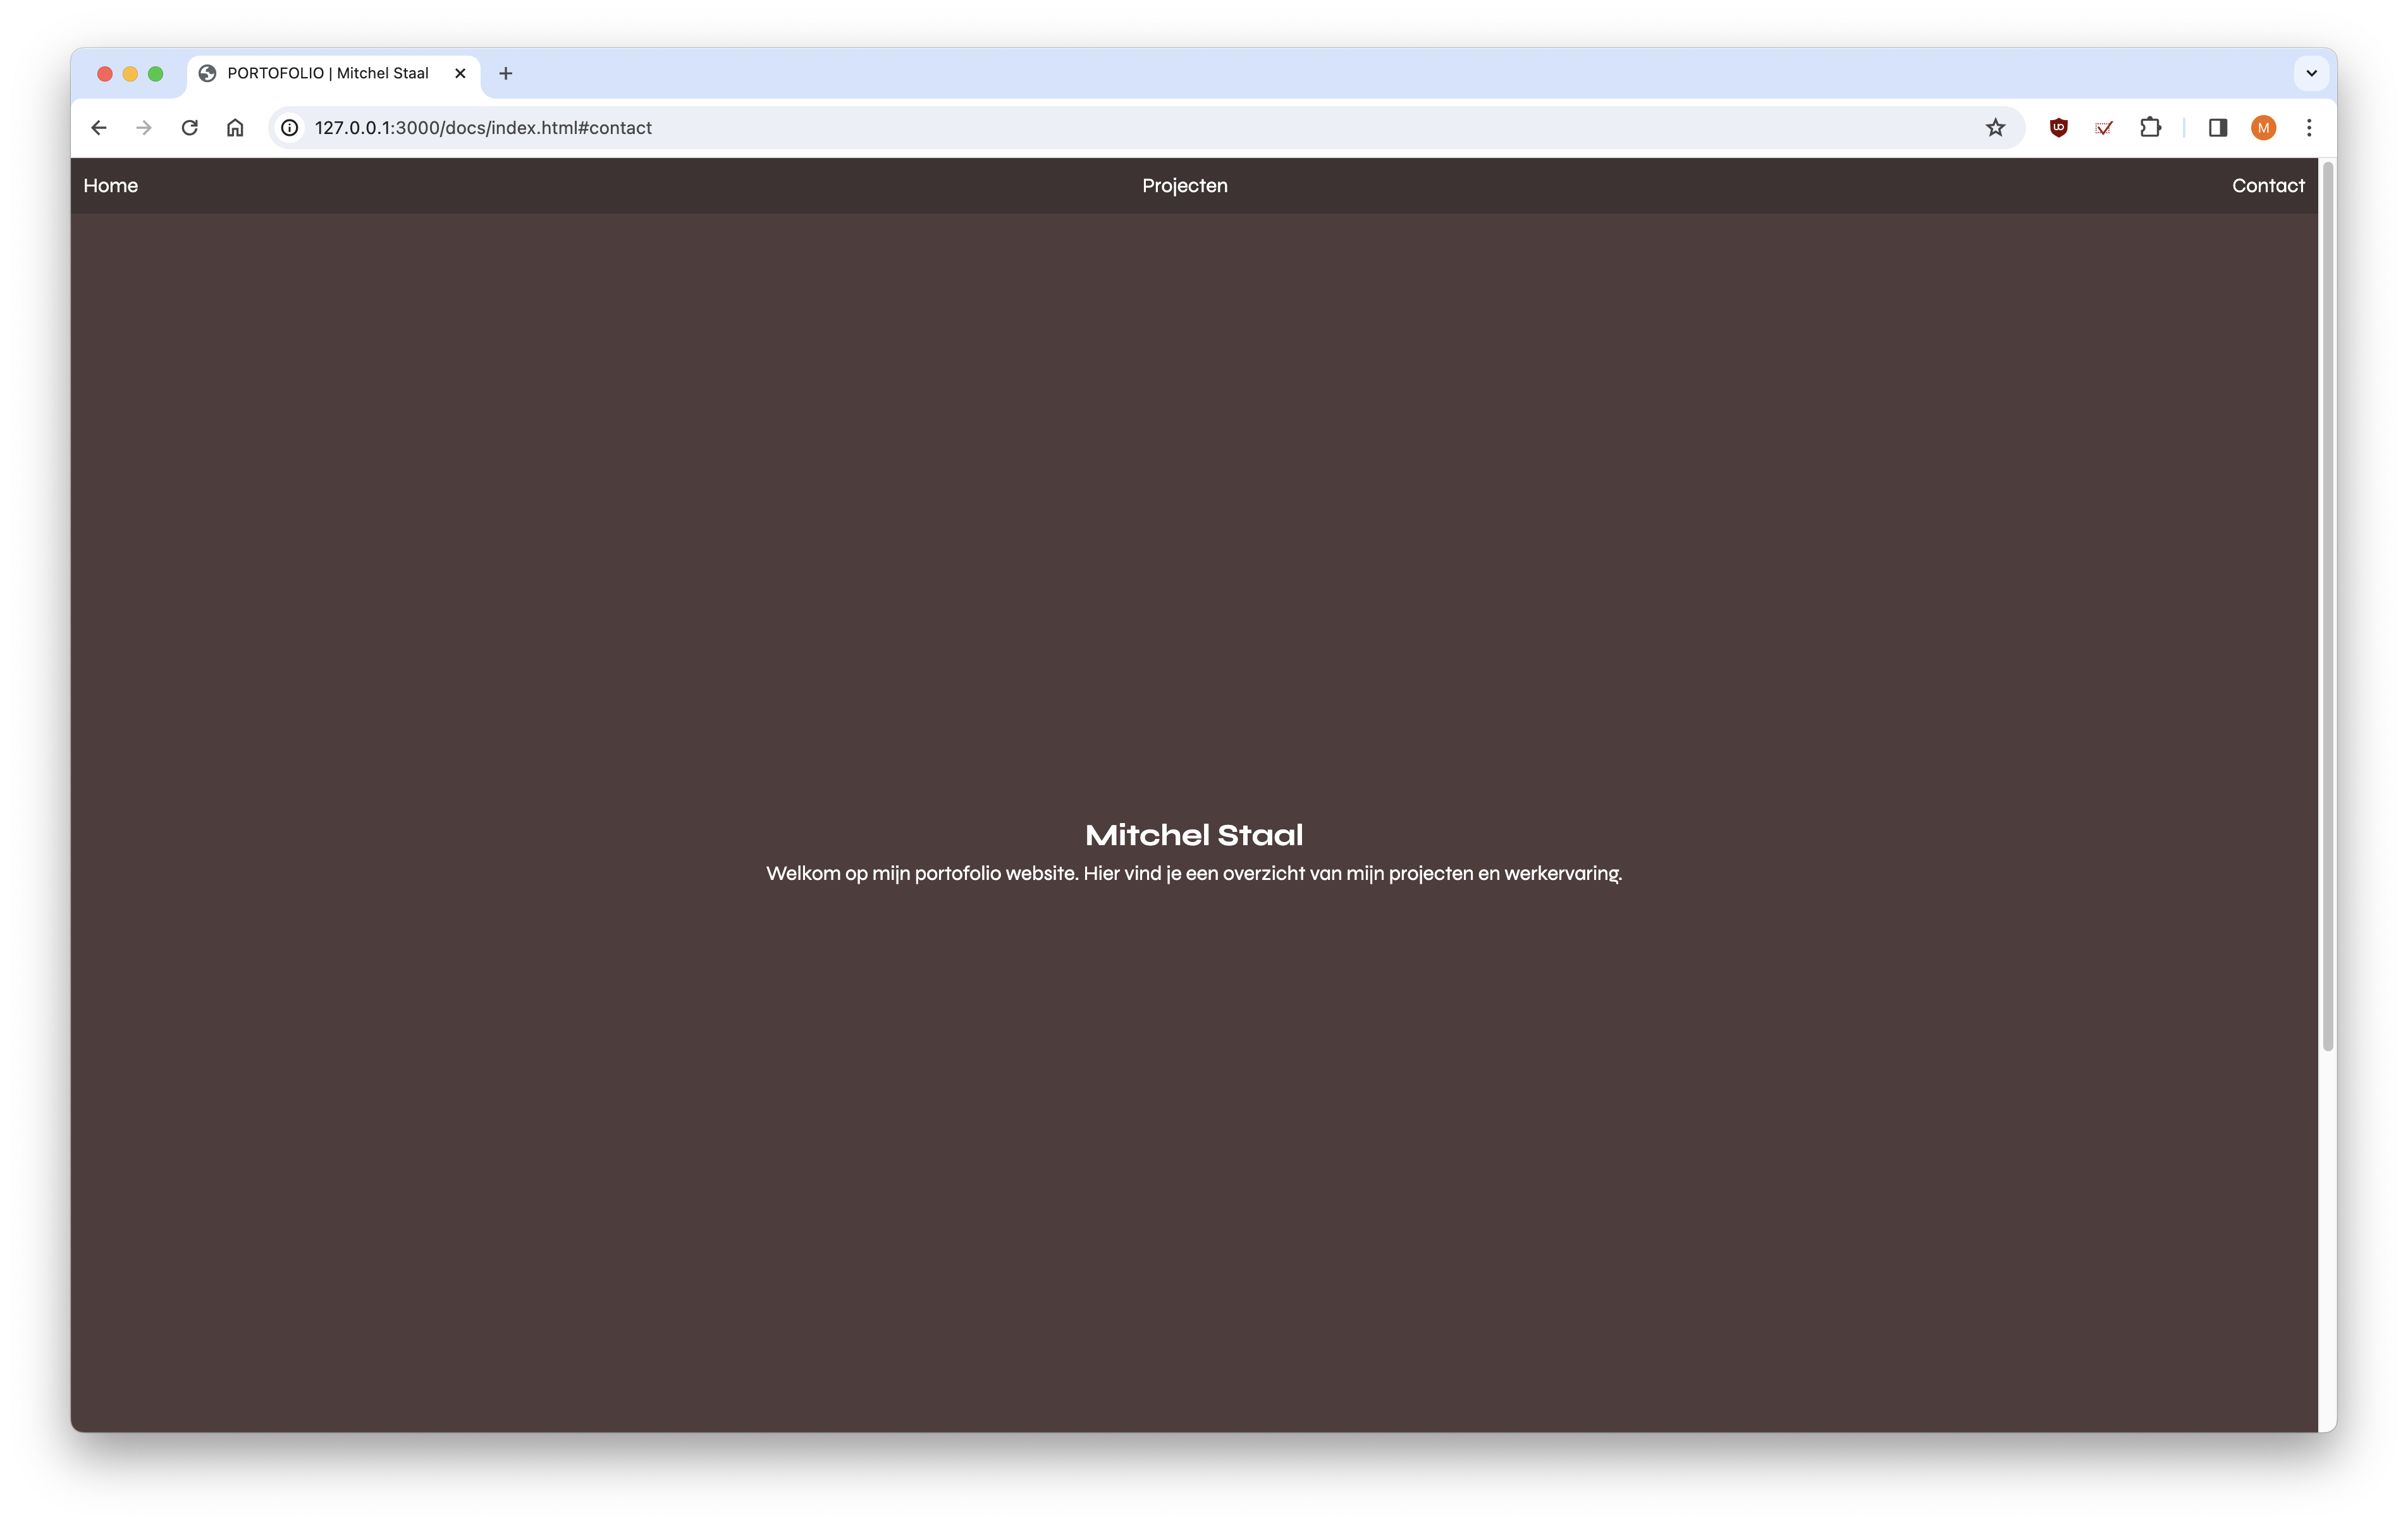 PORTOFOLIO | Mitchel Staal
127.0.0.1:3000/docs/index.html#contact
M
Home Projecten Contact
Mitchel Staal
Welkom op mijn portofolio website. Hier vind je een overzicht van mijn projecten en werkervaring.